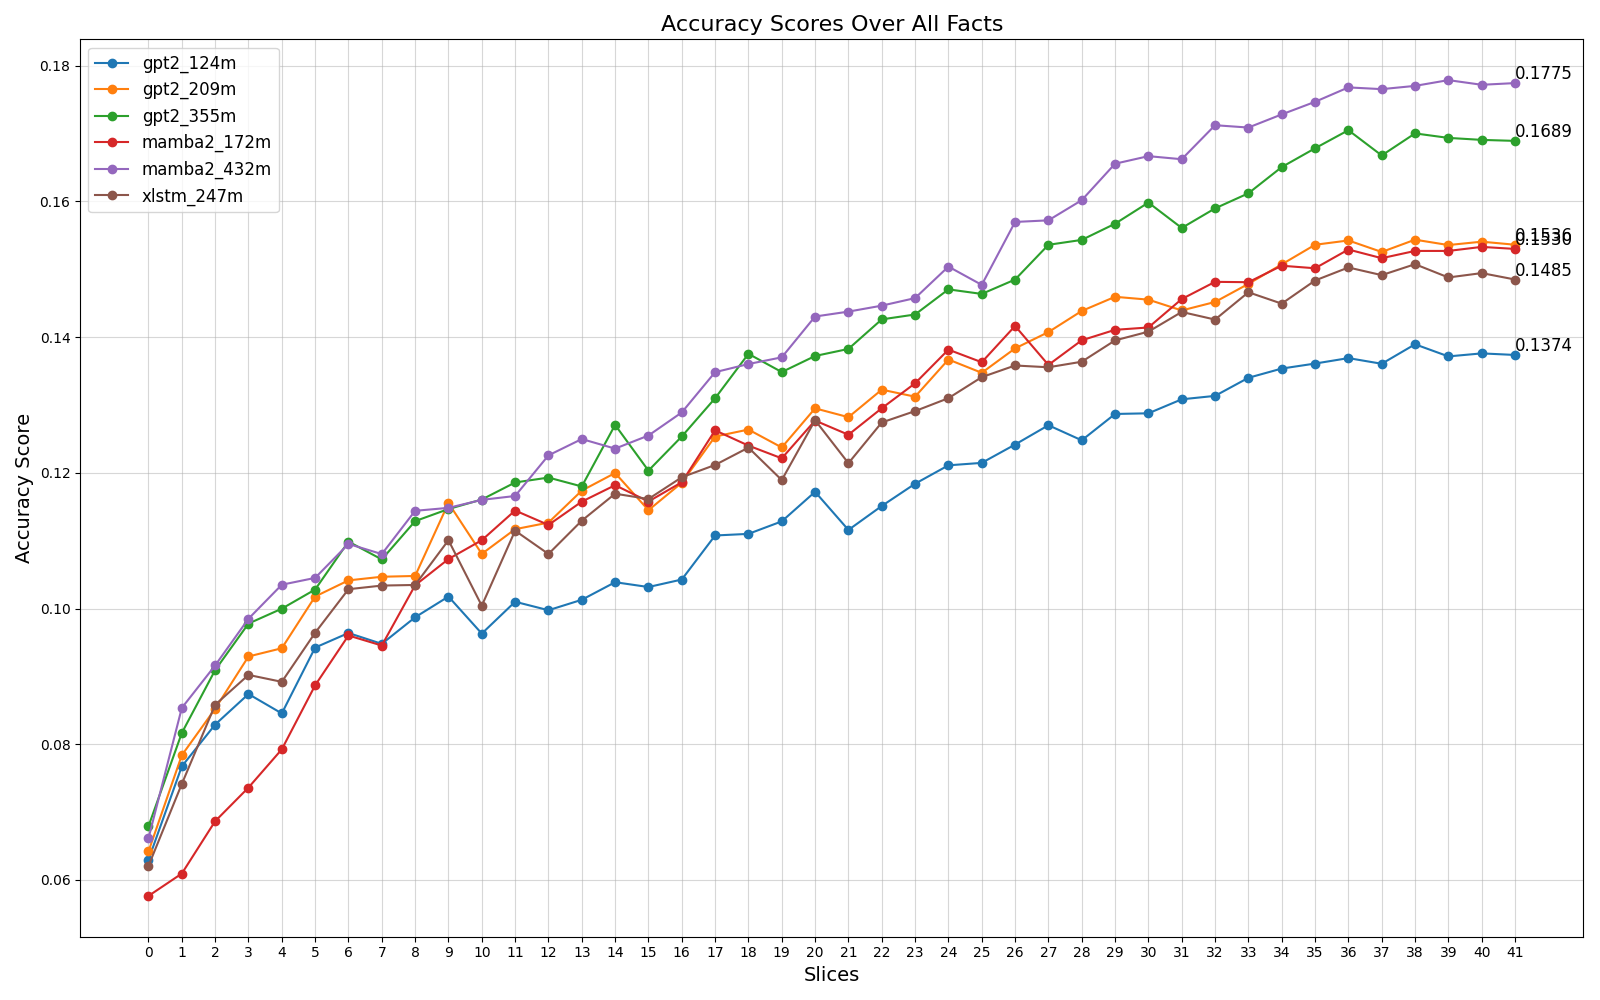 Accuracy Scores Over All Facts
gpt2_124m
gpt2_209m
gpt2_355m
mamba2_172m
mamba2_432m
xlstm_247m
Accuracy Score
0.18
0.16
0.14
0.12
0.10
0.08
0.06
0.1775
0.1689
0.1536
0.1530
0.1485
0.1374
0 1 2 3 4 5 6 7 8 9 10 11 12 13 14 15 16 17 18 19 20 21 22 23 24 25 26 27 28 29 30 31 32 33 34 35 36 37 38 39 40 41
Slices